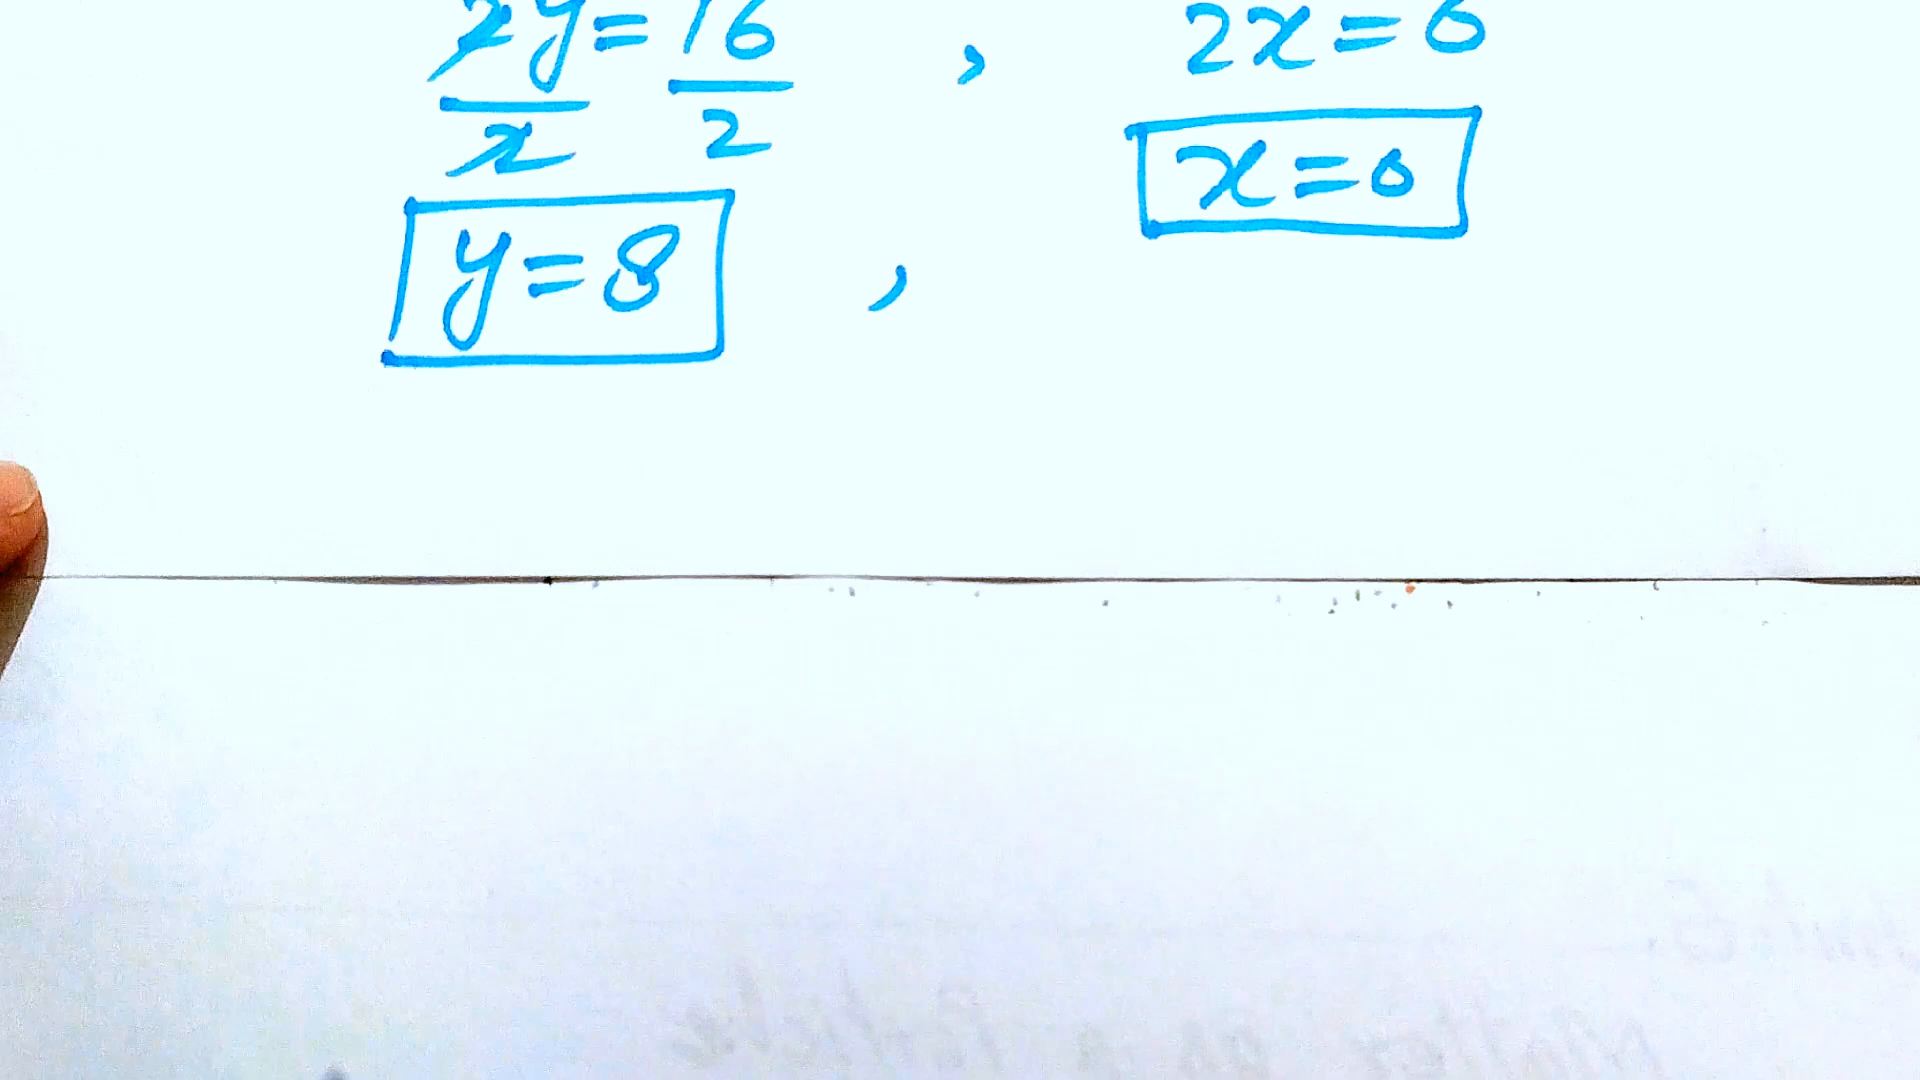 2y = 16 , 2x = 0
2 2
x = 0
y = 8 ,